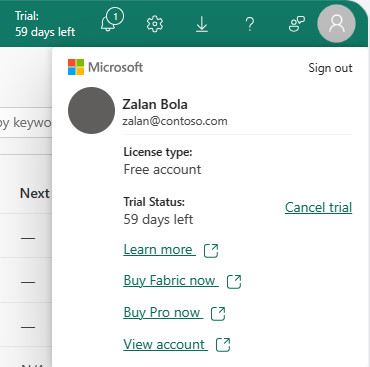 Trial:
59 days left
1
?
Microsoft
Sign out
Zalan Bola
zalan@contoso.com
by keywo
License type:
Free account
Next
Trial Status:
59 days left
Cancel trial
—
Learn more
Buy Fabric now
—
Buy Pro now
—
View account